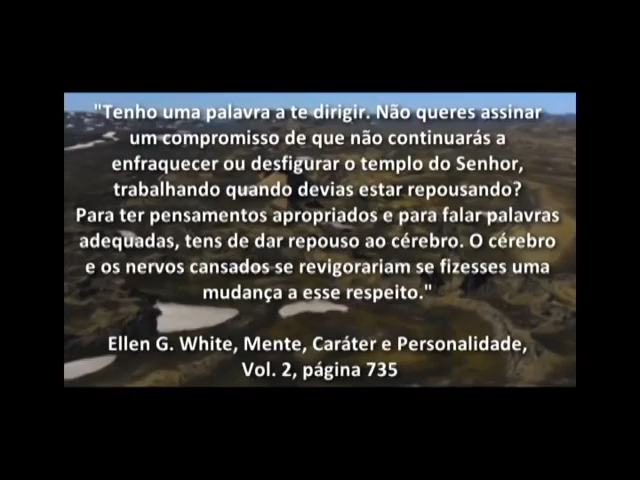 "Tenho uma palavra a te dirigir. Não queres assinar
um compromisso de que não continuarás a
enfraquecer ou desfigurar o templo do Senhor,
trabalhando quando devias estar repousando?
Para ter pensamentos apropriados e para falar palavras
adequadas, tens de dar repouso ao cérebro. O cérebro
e os nervos cansados se revigorariam se fizesses uma
mudança a esse respeito."
Ellen G. White, Mente, Caráter e Personalidade,
Vol. 2, página 735